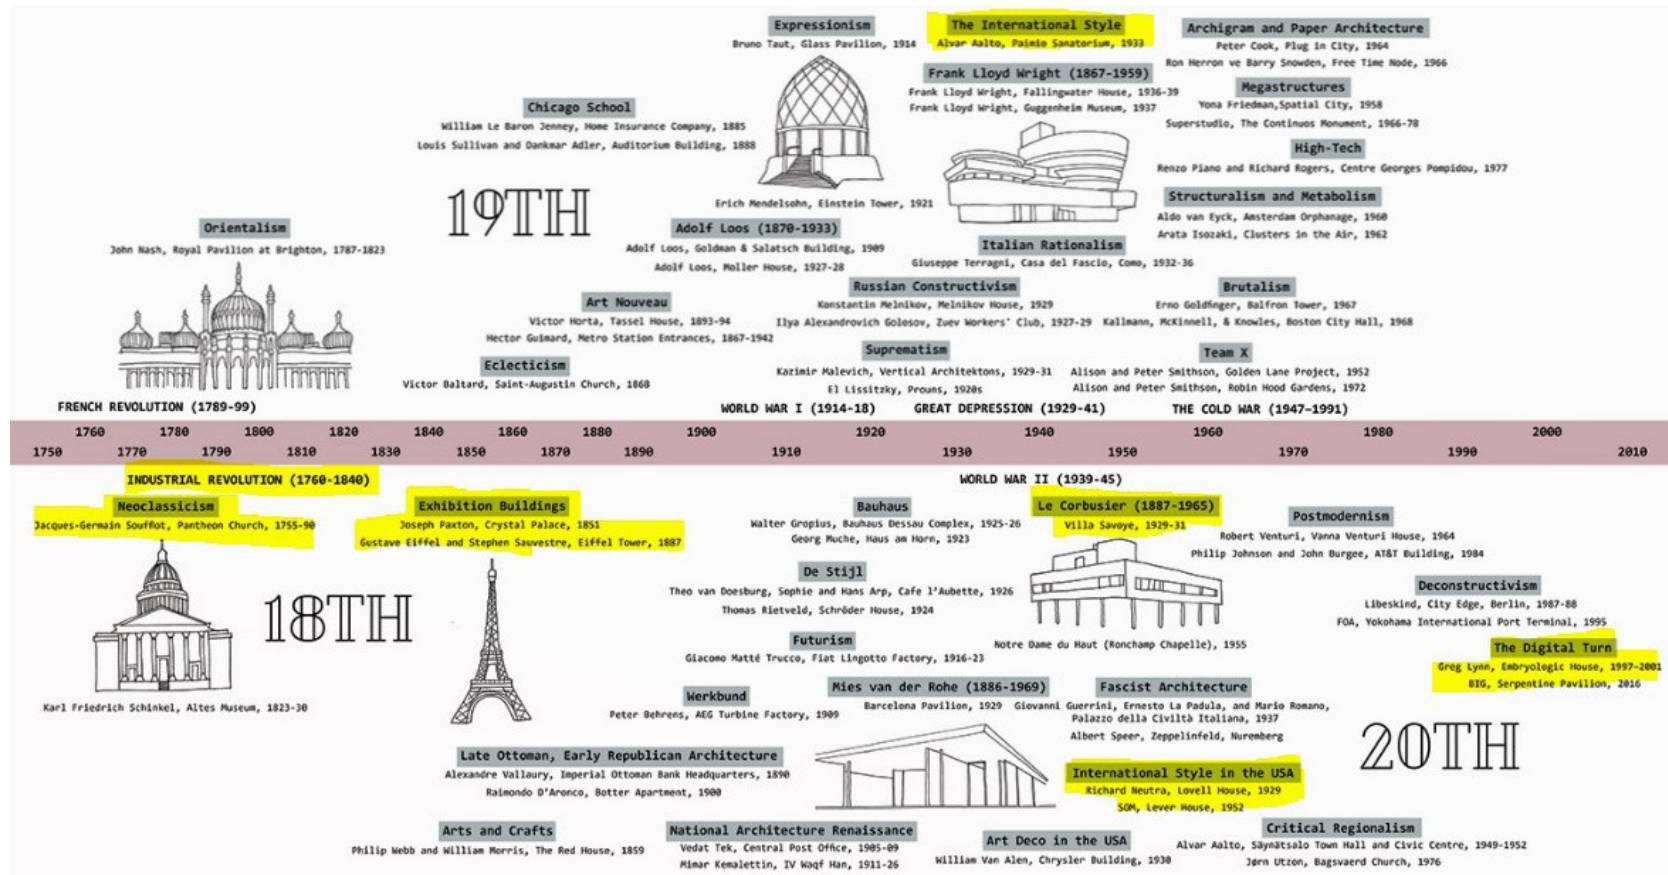 Expressionism
Bruno Taut, Glass Pavilion, 1914
Erich Mendelsohn, Einstein Tower, 1921
The International Style
Alvar Aalto, Paimio Sanatorium, 1933
Frank Lloyd Wright (1867-1959)
Frank Lloyd Wright, Fallingwater House, 1936-39
Frank Lloyd Wright, Guggenheim Museum, 1937
Archigram and Paper Architecture
Peter Cook, Plug in City, 1964
Ron Herron ve Barry Snowden, Free Time Node, 1966
Megastructures
Yona Friedman,Spatial City, 1958
Superstudio, The Continuos Monument, 1966-78
High-Tech
Renzo Piano and Richard Rogers, Centre Georges Pompidou, 1977
Structuralism and Metabolism
Aldo van Eyck, Amsterdam Orphanage, 1960
Arata Isozaki, Clusters in the Air, 1962
Chicago School
William Le Baron Jenney, Home Insurance Company, 1885
Louis Sullivan and Dankmar Adler, Auditorium Building, 1888
19TH
Orientalism
John Nash, Royal Pavilion at Brighton, 1787-1823
Adolf Loos (1870-1933)
Adolf Loos, Goldman & Salatsch Building, 1909
Adolf Loos, Moller House, 1927-28
Italian Rationalism
Giuseppe Terragni, Casa del Fascio, Como, 1932-36
Art Nouveau
Victor Horta, Tassel House, 1893-94
Hector Guimard, Metro Station Entrances, 1867-1942
Russian Constructivism
Konstantin Melnikov, Melnikov House, 1929
Ilya Alexandrovich Golosov, Zuev Workers' Club, 1927-29
Brutalism
Erno Goldfinger, Balfron Tower, 1967
Kallmann, McKinnell, & Knowles, Boston City Hall, 1968
Eclecticism
Victor Baltard, Saint-Augustin Church, 1868
Suprematism
Kazimir Malevich, Vertical Architektons, 1929-31
El Lissitzky, Prouns, 1920s
Team X
Alison and Peter Smithson, Golden Lane Project, 1952
Alison and Peter Smithson, Robin Hood Gardens, 1972
FRENCH REVOLUTION (1789-99)
WORLD WAR I (1914-18)
GREAT DEPRESSION (1929-41)
THE COLD WAR (1947–1991)
1760 1780 1800 1820 1840 1860 1880 1900 1920 1940 1960 1980 2000
1750 1770 1790 1810 1830 1850 1870 1890 1910 1930 1950 1970 1990 2010
INDUSTRIAL REVOLUTION (1760-1840)
WORLD WAR II (1939-45)
Neoclassicism
Jacques-Germain Soufflot, Pantheon Church, 1755-90
Karl Friedrich Schinkel, Altes Museum, 1823-30
18TH
Exhibition Buildings
Joseph Paxton, Crystal Palace, 1851
Gustave Eiffel and Stephen Sauvestre, Eiffel Tower, 1887
Bauhaus
Walter Gropius, Bauhaus Dessau Complex, 1925-26
Georg Muche, Haus am Horn, 1923
Le Corbusier (1887-1965)
Villa Savoye, 1929-31
Notre Dame du Haut (Ronchamp Chapelle), 1955
Postmodernism
Robert Venturi, Vanna Venturi House, 1964
Philip Johnson and John Burgee, AT&T Building, 1984
De Stijl
Theo van Doesburg, Sophie and Hans Arp, Cafe l'Aubette, 1926
Thomas Rietveld, Schröder House, 1924
Deconstructivism
Libeskind, City Edge, Berlin, 1987-88
FOA, Yokohama International Port Terminal, 1995
Futurism
Giacomo Matté Trucco, Fiat Lingotto Factory, 1916-23
The Digital Turn
Greg Lynn, Embryologic House, 1997–2001
BIG, Serpentine Pavilion, 2016
Werkbund
Peter Behrens, AEG Turbine Factory, 1909
Mies van der Rohe (1886-1969)
Barcelona Pavilion, 1929
Fascist Architecture
Giovanni Guerrini, Ernesto La Padula, and Mario Romano,
Palazzo della Civiltà Italiana, 1937
Albert Speer, Zeppelinfeld, Nuremberg
20TH
Late Ottoman, Early Republican Architecture
Alexandre Vallaury, Imperial Ottoman Bank Headquarters, 1890
Raimondo D'Aronco, Botter Apartment, 1900
International Style in the USA
Richard Neutra, Lovell House, 1929
SOM, Lever House, 1952
Arts and Crafts
Philip Webb and William Morris, The Red House, 1859
National Architecture Renaissance
Vedat Tek, Central Post Office, 1905-09
Mimar Kemalettin, IV Waqf Han, 1911-26
Art Deco in the USA
William Van Alen, Chrysler Building, 1930
Critical Regionalism
Alvar Aalto, Säynätsalo Town Hall and Civic Centre, 1949-1952
Jørn Utzon, Bagsvaerd Church, 1976